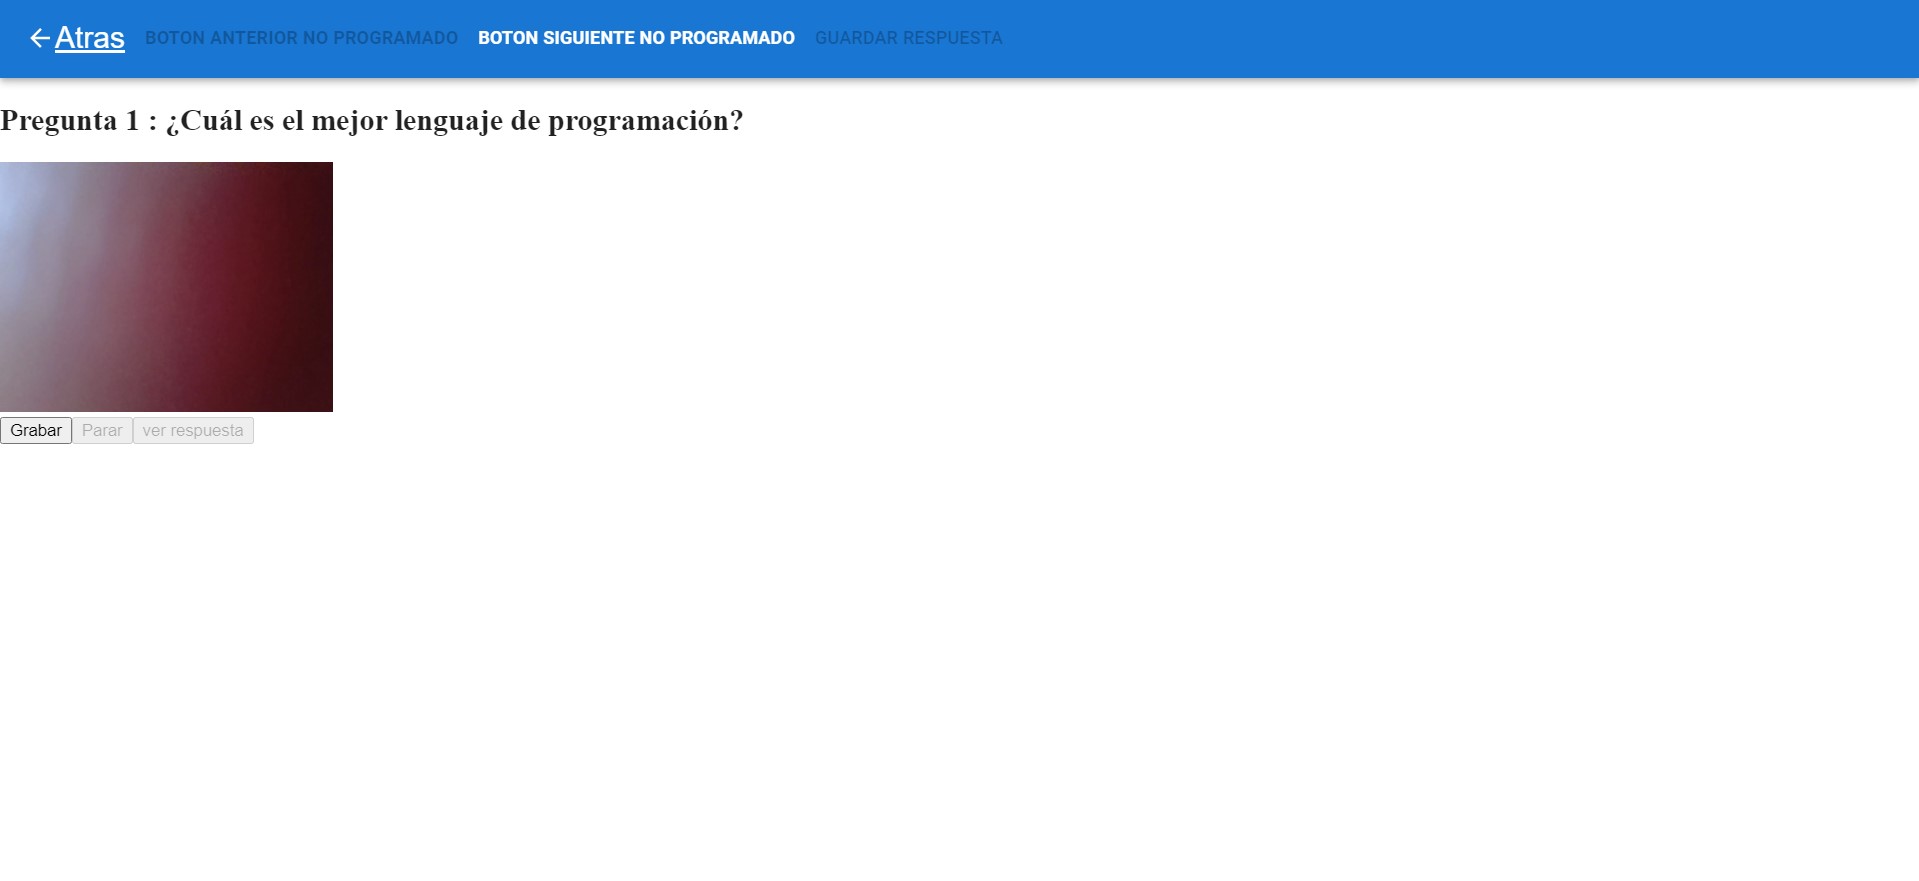 Atras BOTON ANTERIOR NO PROGRAMADO BOTON SIGUIENTE NO PROGRAMADO GUARDAR RESPUESTA
Pregunta 1 : ¿Cuál es el mejor lenguaje de programación?
Grabar Parar ver respuesta